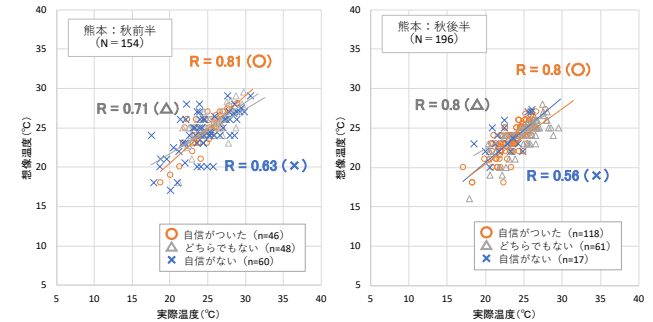 熊本：秋前半
（N＝154）
R = 0.81（○）
R = 0.71（△）
R = 0.63（×）
自信がついた（n=46）
どちらでもない（n=48）
自信がない（n=60）
想像温度(℃)
40
35
30
25
20
15
10
5
5 10 15 20 25 30 35 40
実際温度(℃)
熊本：秋後半
（N＝196）
R = 0.8（○）
R = 0.8（△）
R = 0.56（×）
自信がついた（n=118）
どちらでもない（n=61）
自信がない（n=17）
想像温度(℃)
40
35
30
25
20
15
10
5
5 10 15 20 25 30 35 40
実際温度(℃)